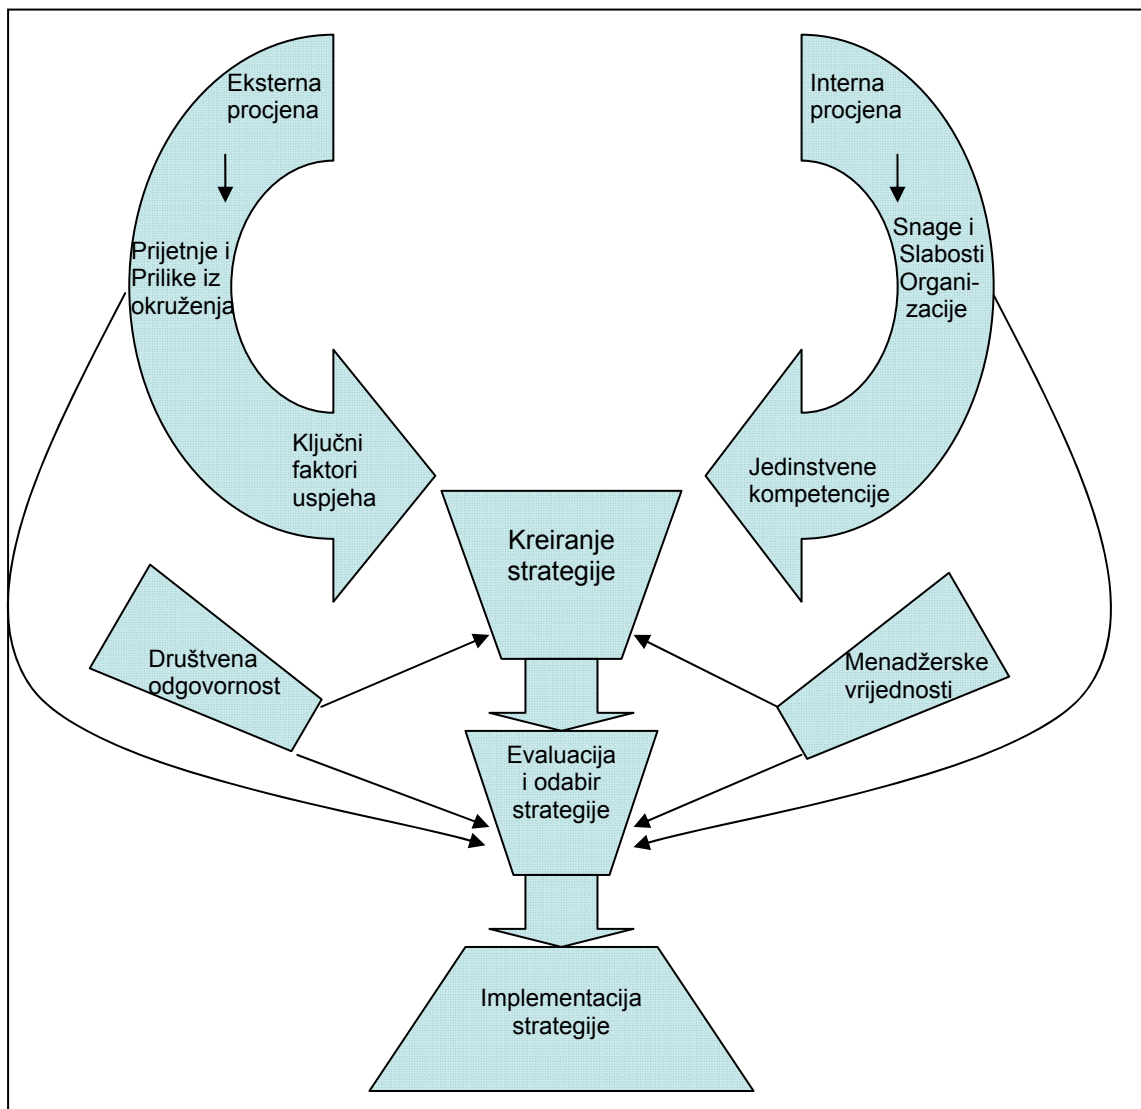 Eksterna
procjena
Interna
procjena
Prijetnje i
Prilike iz
okruženja
Snage i
Slabosti
Organi-
zacije
Ključni
faktori
uspjeha
Jedinstvene
kompetencije
Kreiranje
strategije
Društvena
odgovornost
Menadžerske
vrijednosti
Evaluacija
i odabir
strategije
Implementacija
strategije